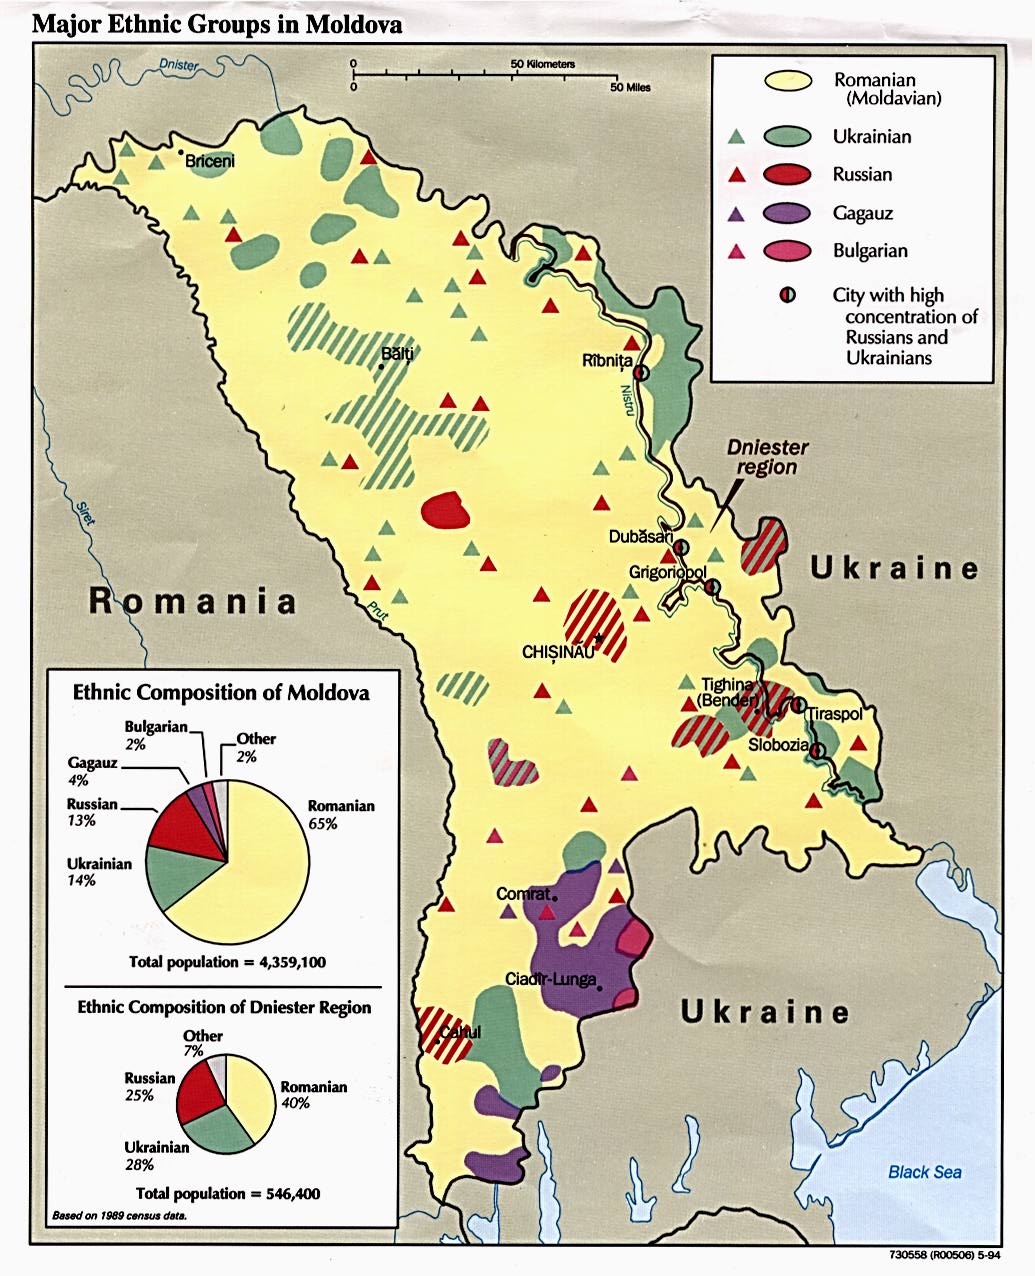 Major Ethnic Groups in Moldova
Dnister
0 50 Kilometers
0 50 Miles
Romanian
(Moldavian)
Ukrainian
Russian
Gagauz
Bulgarian
City with high
concentration of
Russians and
Ukrainians
Briceni
Bălți
Rîbnița
Nistru
Dniester
region
Siret
Dubăsari
Grigoriopol
Ukraine
Romania
Prut
CHIȘINĂU
Tighina
(Bender)
Tiraspol
Slobozia
Comrat
Ciadîr-Lunga
Cahul
Ukraine
Black Sea
Ethnic Composition of Moldova
Bulgarian
2%
Other
2%
Gagauz
4%
Russian
13%
Romanian
65%
Ukrainian
14%
Total population = 4,359,100
Ethnic Composition of Dniester Region
Other
7%
Russian
25%
Romanian
40%
Ukrainian
28%
Total population = 546,400
Based on 1989 census data.
730558 (R00506) 5-94